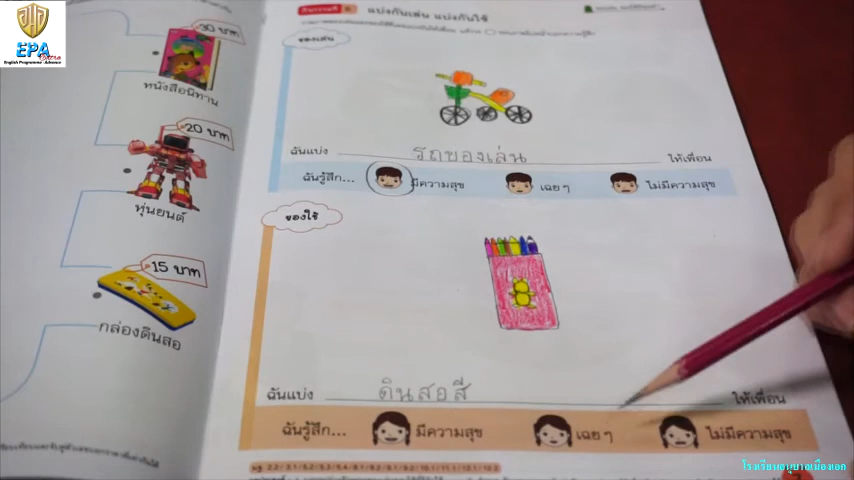 EPA
Extra
English Programme Advance
30 บาท
หนังสือนิทาน
20 บาท
หุ่นยนต์
15 บาท
กล่องดินสอ
แบ่งกันเล่น แบ่งกันใช้
ของเล่น
ฉันแบ่ง รถของเล่น ให้เพื่อน
ฉันรู้สึก... มีความสุข เฉย ๆ ไม่มีความสุข
ของใช้
ฉันแบ่ง ดินสอสี ให้เพื่อน
ฉันรู้สึก... มีความสุข เฉย ๆ ไม่มีความสุข
โรงเรียนอนุบาลเมืองเอก